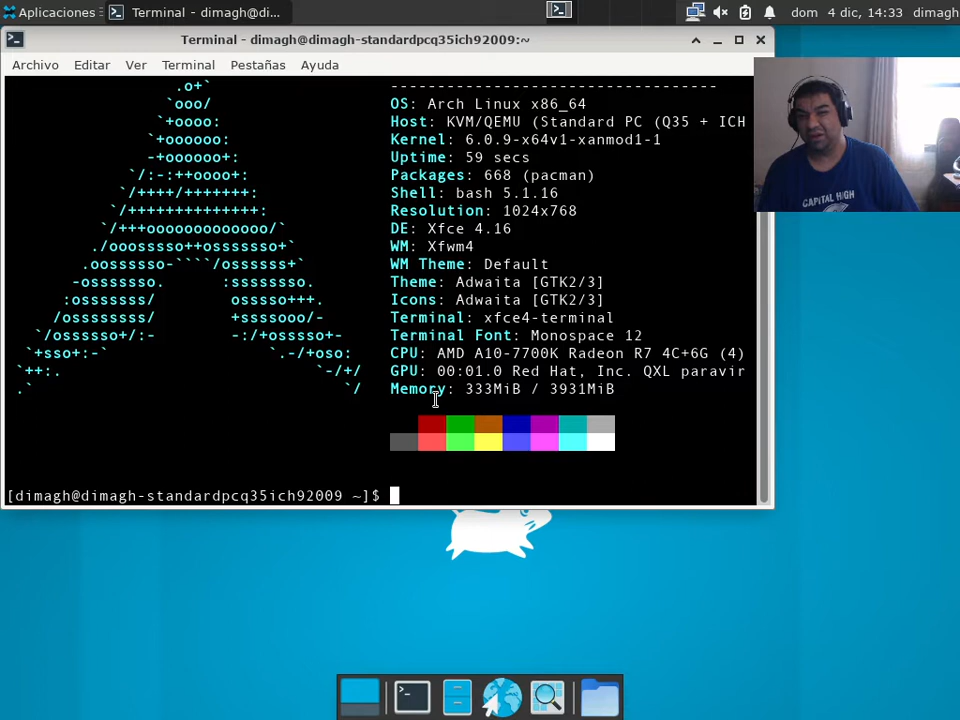 Aplicaciones
Terminal - dimagh@di...
dom 4 dic, 14:33
dimagh
Terminal - dimagh@dimagh-standardpcq35ich92009:~
Archivo Editar Ver Terminal Pestañas Ayuda
-----------------------------------
OS: Arch Linux x86_64
Host: KVM/QEMU (Standard PC (Q35 + ICH
Kernel: 6.0.9-x64v1-xanmod1-1
Uptime: 59 secs
Packages: 668 (pacman)
Shell: bash 5.1.16
Resolution: 1024x768
DE: Xfce 4.16
WM: Xfwm4
WM Theme: Default
Theme: Adwaita [GTK2/3]
Icons: Adwaita [GTK2/3]
Terminal: xfce4-terminal
Terminal Font: Monospace 12
CPU: AMD A10-7700K Radeon R7 4C+6G (4)
GPU: 00:01.0 Red Hat, Inc. QXL paravir
Memory: 333MiB / 3931MiB
[dimagh@dimagh-standardpcq35ich92009 ~]$
CAPITAL HIGH